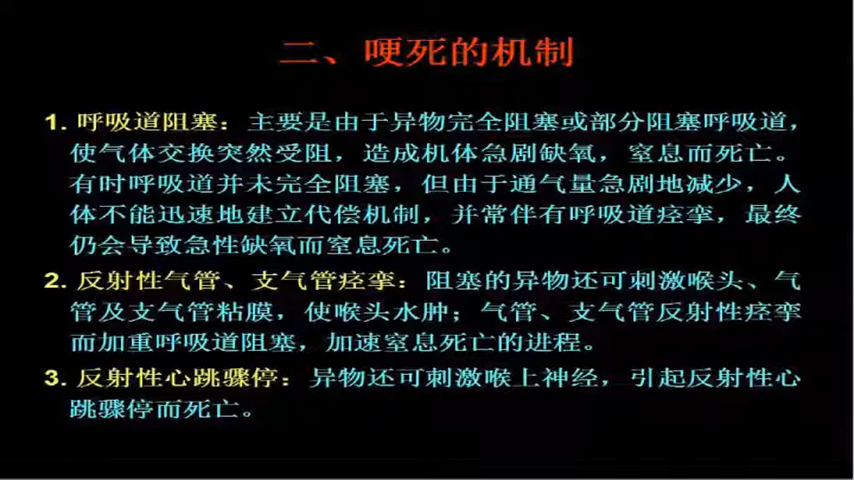 二、哽死的机制
1. 呼吸道阻塞：主要是由于异物完全阻塞或部分阻塞呼吸道，
使气体交换突然受阻，造成机体急剧缺氧，窒息而死亡。
有时呼吸道并未完全阻塞，但由于通气量急剧地减少，人
体不能迅速地建立代偿机制，并常伴有呼吸道痉挛，最终
仍会导致急性缺氧而窒息死亡。
2. 反射性气管、支气管痉挛：阻塞的异物还可刺激喉头、气
管及支气管粘膜，使喉头水肿；气管、支气管反射性痉挛
而加重呼吸道阻塞，加速窒息死亡的进程。
3. 反射性心跳骤停：异物还可刺激喉上神经，引起反射性心
跳骤停而死亡。